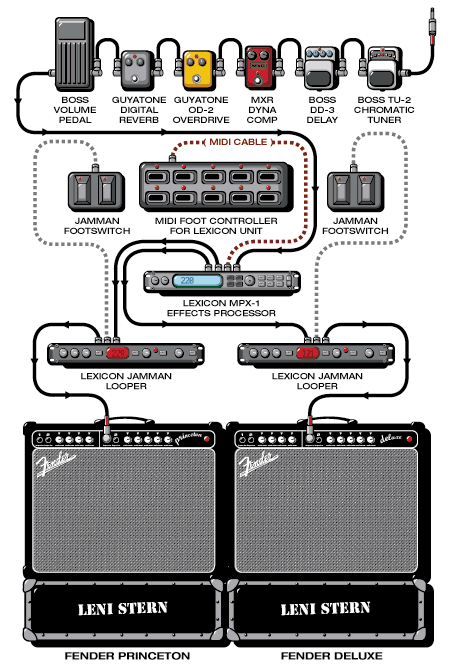 BOSS
VOLUME
PEDAL
GUYATONE
DIGITAL
REVERB
GUYATONE
OD-2
OVERDRIVE
MXR
DYNA
COMP
BOSS
DD-3
DELAY
BOSS TU-2
CHROMATIC
TUNER
MIDI CABLE
JAMMAN
FOOTSWITCH
MIDI FOOT CONTROLLER
FOR LEXICON UNIT
JAMMAN
FOOTSWITCH
220
LEXICON MPX-1
EFFECTS PROCESSOR
LEXICON JAMMAN
LOOPER
LEXICON JAMMAN
LOOPER
princeton
deluxe
Fender
Fender
LENI STERN
LENI STERN
FENDER PRINCETON
FENDER DELUXE